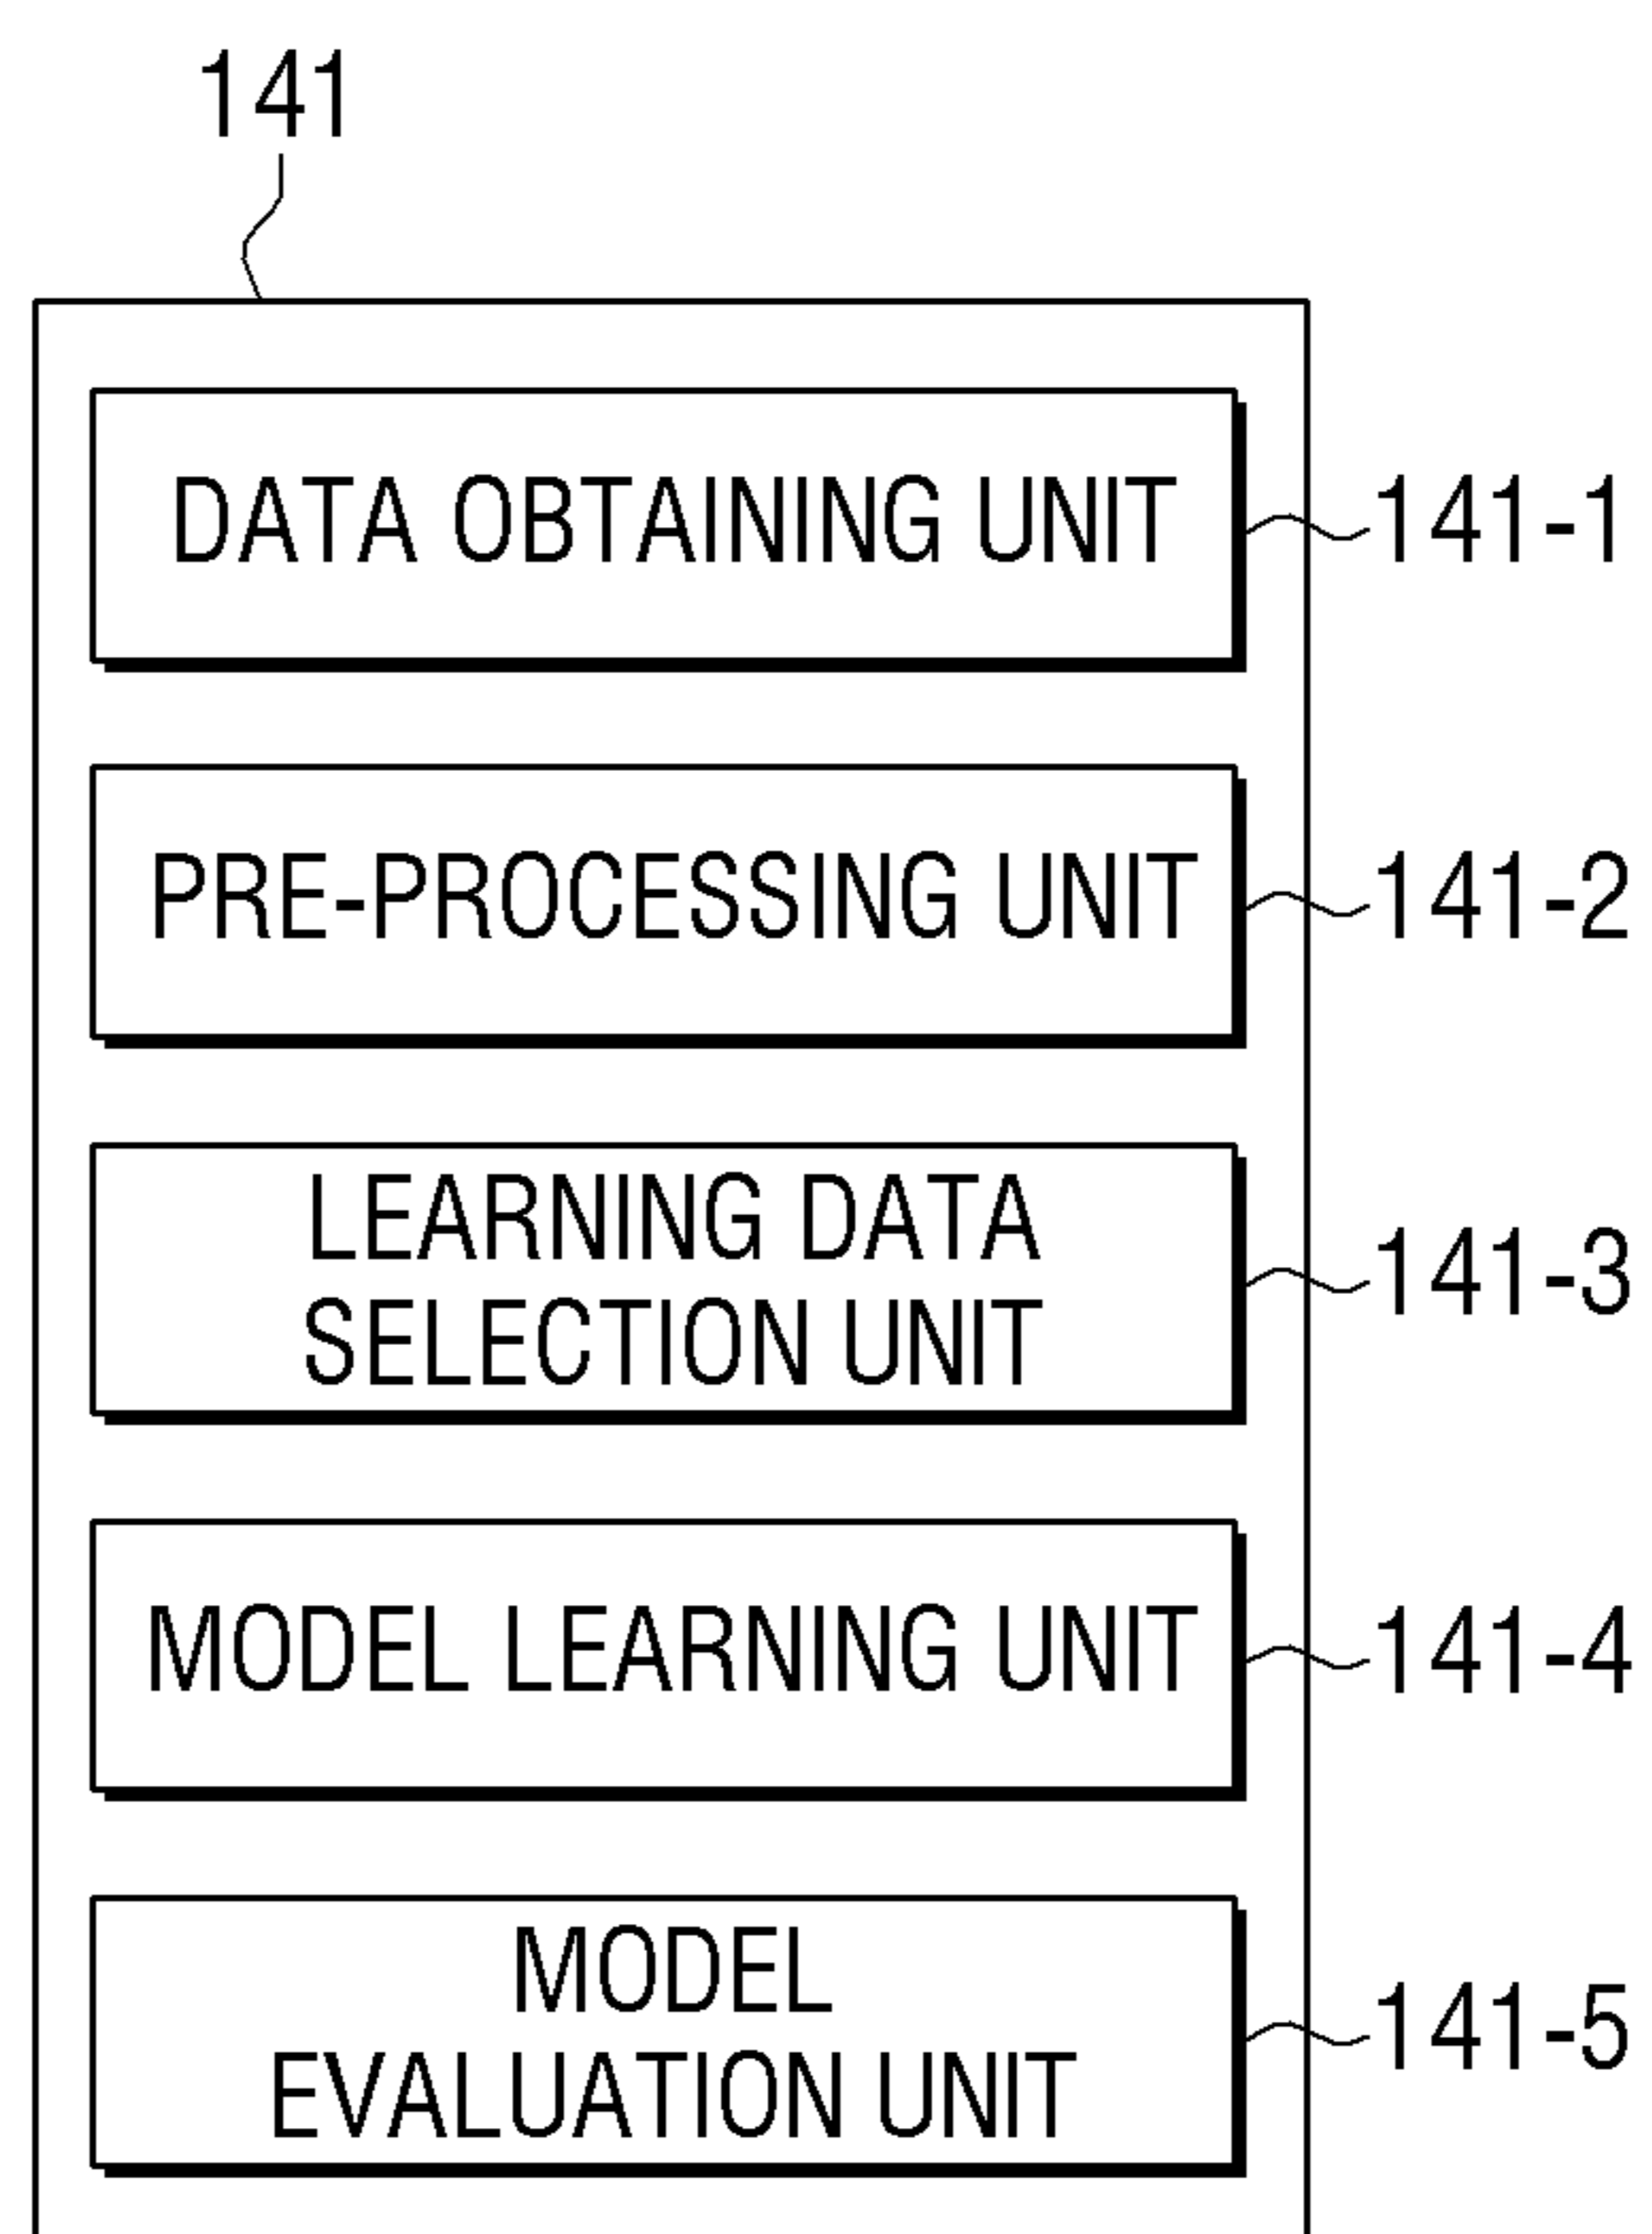 141
DATA OBTAINING UNIT
141-1
PRE-PROCESSING UNIT
141-2
LEARNING DATA
SELECTION UNIT
141-3
MODEL LEARNING UNIT
141-4
MODEL
EVALUATION UNIT
141-5